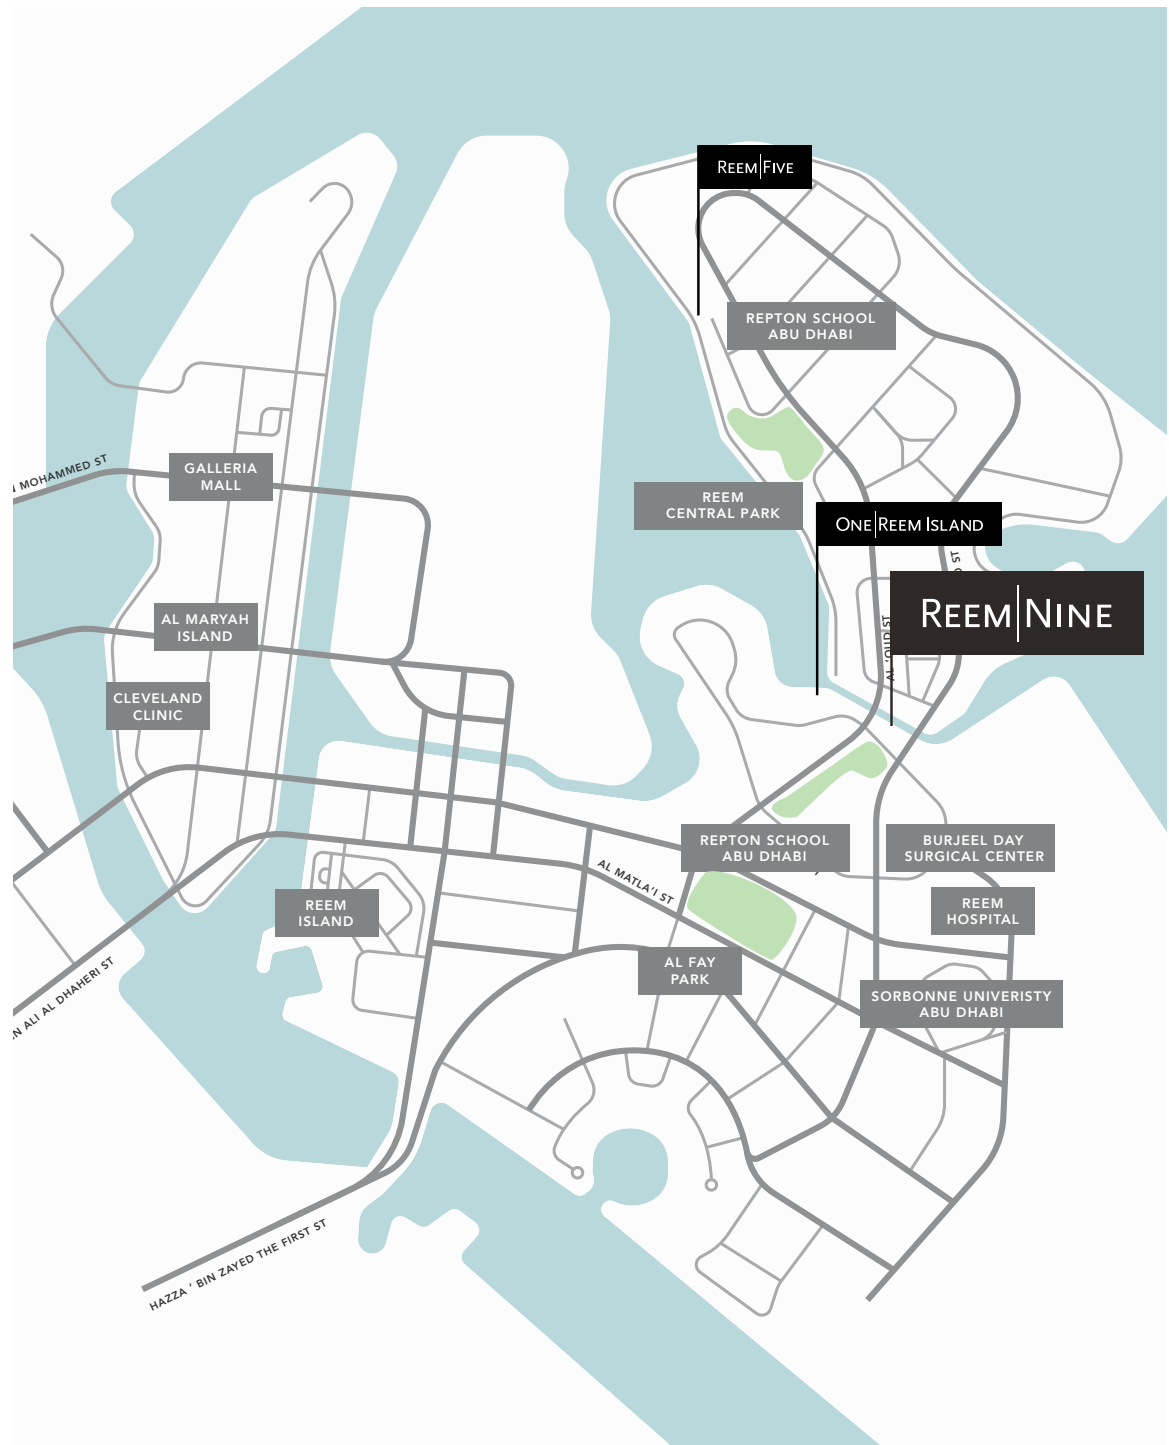 REEM|FIVE
REPTON SCHOOL
ABU DHABI
MOHAMMED ST
GALLERIA
MALL
REEM
CENTRAL PARK
ONE|REEM ISLAND
ST
REEM|NINE
AL MARYAH
ISLAND
CLEVELAND
CLINIC
REPTON SCHOOL
ABU DHABI
BURJEEL DAY
SURGICAL CENTER
AL MATLA'I ST
REEM
ISLAND
REEM
HOSPITAL
AL FAY
PARK
SORBONNE UNIVERISTY
ABU DHABI
ALI AL DHAHERI ST
HAZZA ' BIN ZAYED THE FIRST ST